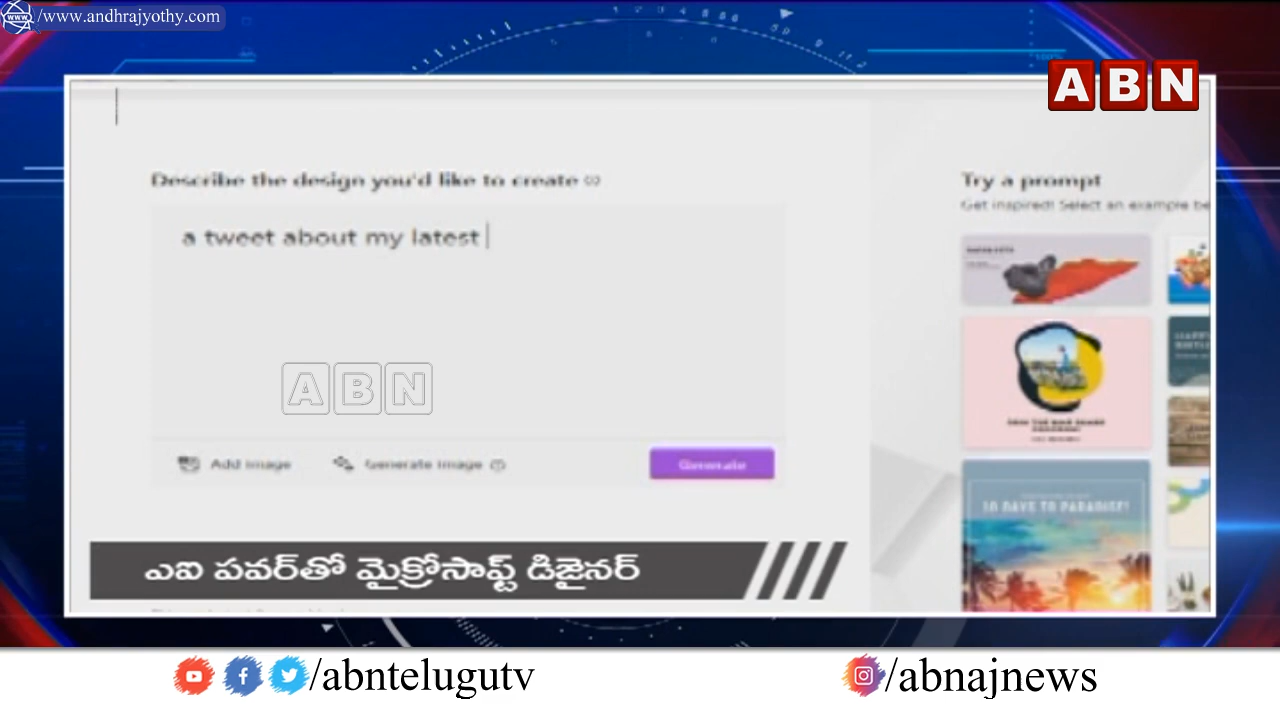 /www.andhrajyothy.com
ABN
Describe the design you'd like to create
Try a prompt
Get inspired! Select an example be
a tweet about my latest
ABN
Add image
Generate image
Generate
10 DAYS TO PARADISE!
ఎఐ పవర్‌తో మైక్రోసాఫ్ట్ డిజైనర్
/abntelugutv
/abnajnews